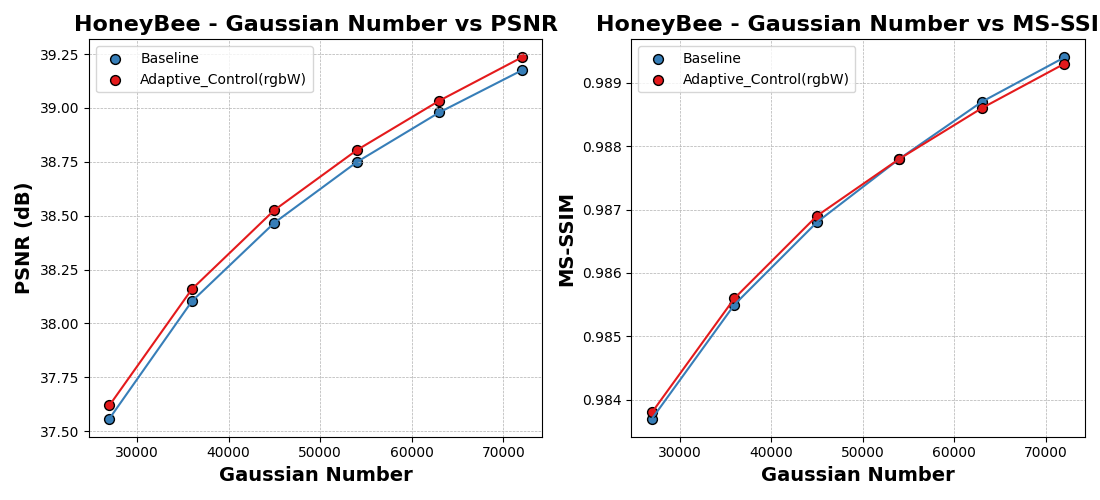 HoneyBee - Gaussian Number vs PSNR
Baseline
Adaptive_Control(rgbW)
39.25
39.00
38.75
38.50
38.25
38.00
37.75
37.50
PSNR (dB)
30000 40000 50000 60000 70000
Gaussian Number
HoneyBee - Gaussian Number vs MS-SSI
Baseline
Adaptive_Control(rgbW)
0.989
0.988
0.987
0.986
0.985
0.984
MS-SSIM
30000 40000 50000 60000 70000
Gaussian Number